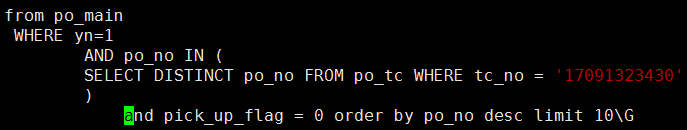 from po_main
WHERE yn=1
AND po_no IN (
SELECT DISTINCT po_no FROM po_tc WHERE tc_no = '17091323430'
)
and pick_up_flag = 0 order by po_no desc limit 10\G